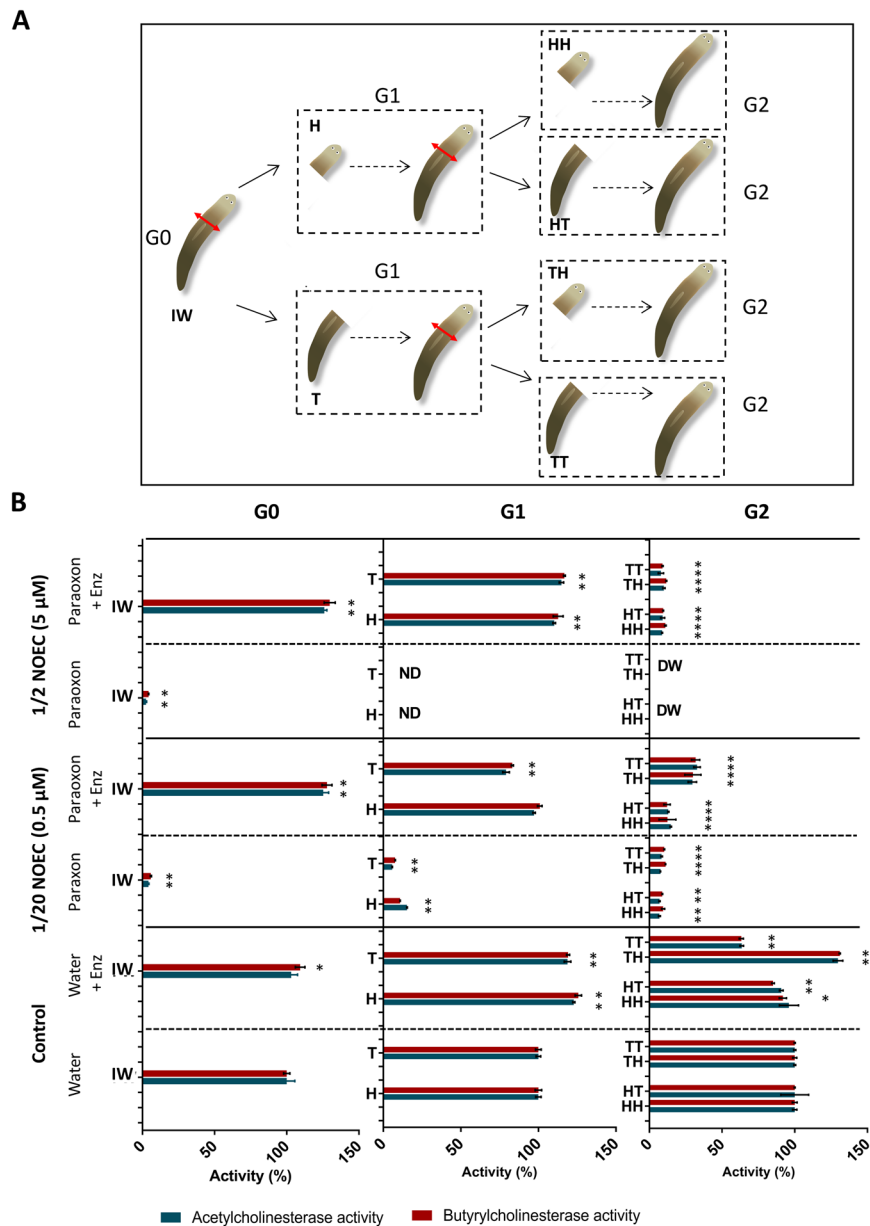 A
G0
IW
G1
H
G1
T
HH
G2
HT
G2
TH
G2
TT
G2
B
G0
G1
G2
1/2 NOEC (5 µM)
Paraoxon
+ Enz
IW
*
*
T
*
*
H
*
*
TT
TH
****
HT
HH
****
Paraoxon
IW
*
*
T
ND
H
ND
TT
TH
DW
HT
HH
DW
1/20 NOEC (0.5 µM)
Paraoxon
+ Enz
IW
*
*
T
*
*
H
TT
TH
****
HT
HH
****
Paraxon
IW
*
*
T
*
*
H
*
*
TT
TH
****
HT
HH
****
Control
Water
+ Enz
IW
*
T
*
*
H
*
*
TT
**
TH
**
HT
**
HH
*
Water
IW
T
H
TT
TH
HT
HH
0 50 100 150
0 50 100 150
0 50 100 150
Activity (%)
Activity (%)
Activity (%)
Acetylcholinesterase activity
Butyrylcholinesterase activity